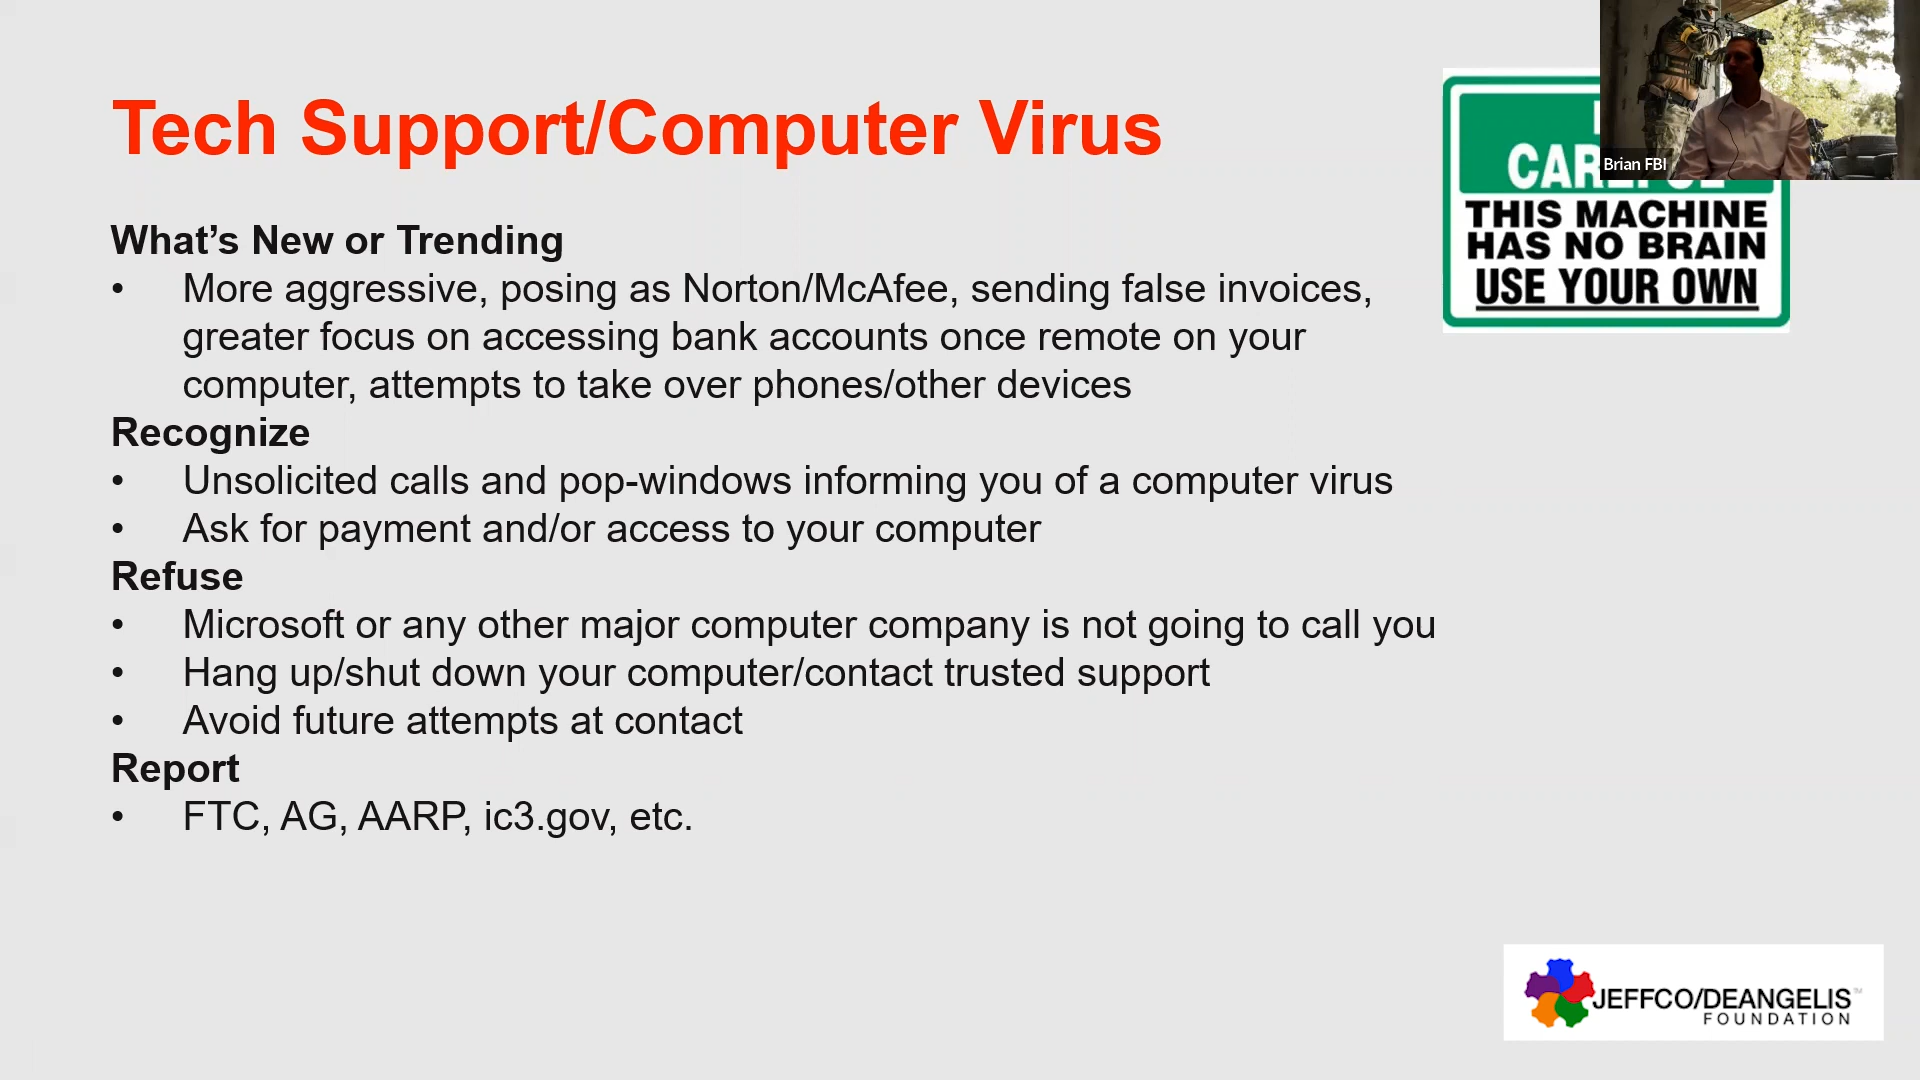 Tech Support/Computer Virus
What’s New or Trending
• More aggressive, posing as Norton/McAfee, sending false invoices,
greater focus on accessing bank accounts once remote on your
computer, attempts to take over phones/other devices
Recognize
• Unsolicited calls and pop-windows informing you of a computer virus
• Ask for payment and/or access to your computer
Refuse
• Microsoft or any other major computer company is not going to call you
• Hang up/shut down your computer/contact trusted support
• Avoid future attempts at contact
Report
• FTC, AG, AARP, ic3.gov, etc.
Brian FBI
THIS MACHINE
HAS NO BRAIN
USE YOUR OWN
JEFFCO/DEANGELIS™
FOUNDATION